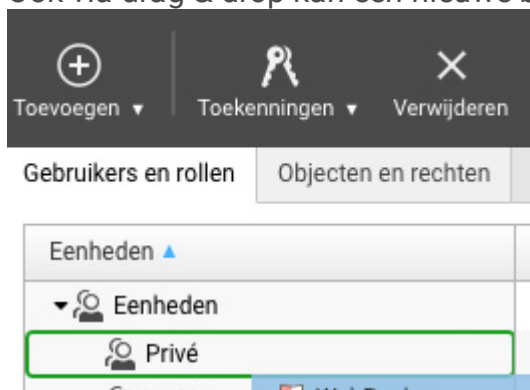 Toevoegen ▼ Toekenningen ▼ Verwijderen
Gebruikers en rollen Objecten en rechten
Eenheden ▲
Eenheden
Privé